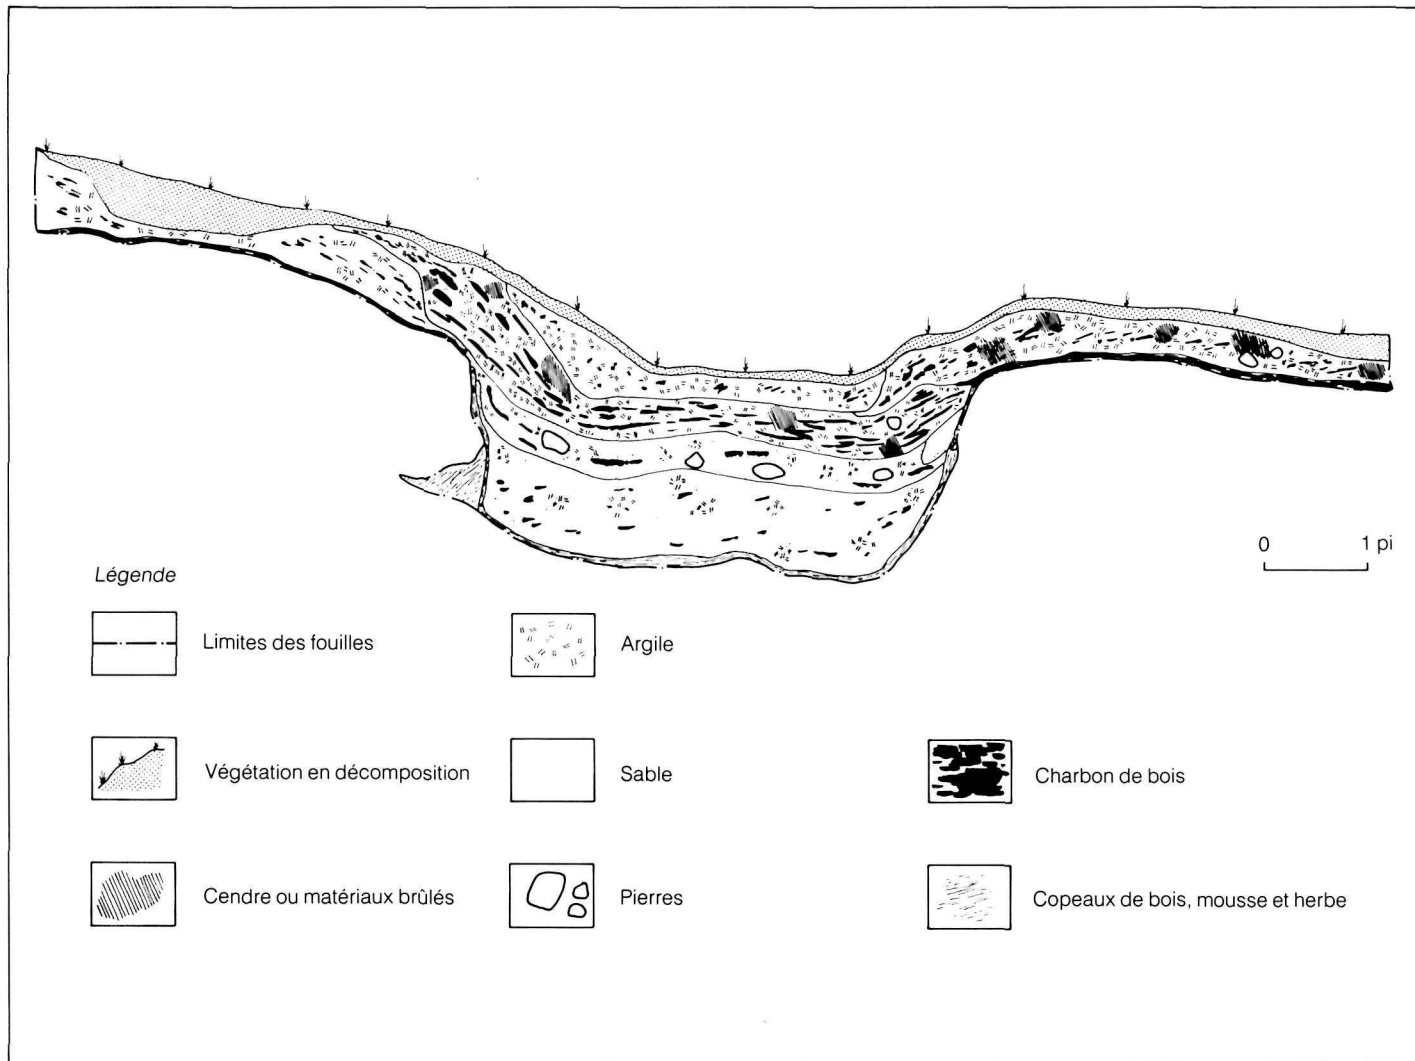 0 1 pi
Légende
Limites des fouilles
Argile
Végétation en décomposition
Sable
Charbon de bois
Cendre ou matériaux brûlés
Pierres
Copeaux de bois, mousse et herbe